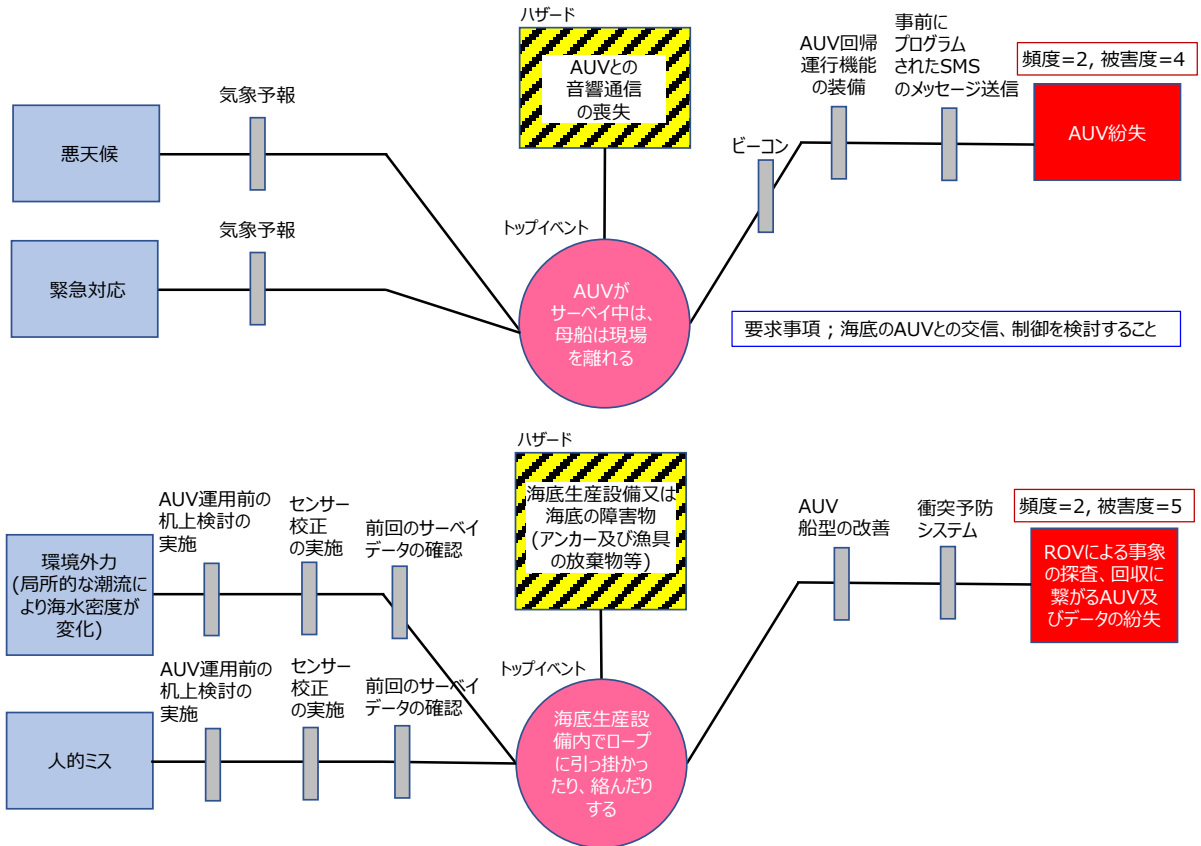 ハザード
AUVとの
音響通信
の喪失
悪天候
気象予報
緊急対応
気象予報
トップイベント
AUVが
サーベイ中は、
母船は現場
を離れる
ビーコン
AUV回帰
運行機能
の装備
事前に
プログラム
されたSMS
のメッセージ送信
頻度=2, 被害度=4
AUV紛失
要求事項；海底のAUVとの交信、制御を検討すること
ハザード
海底生産設備又は
海底の障害物
(アンカー及び漁具
の放棄物等)
環境外力
(局所的な潮流に
より海水密度が
変化)
AUV運用前の
机上検討の
実施
センサー
校正
の実施
前回のサーベイ
データの確認
人的ミス
AUV運用前の
机上検討の
実施
センサー
校正
の実施
前回のサーベイ
データの確認
トップイベント
海底生産設
備内でロープ
に引っ掛かっ
たり、絡んだり
する
AUV
船型の改善
衝突予防
システム
頻度=2, 被害度=5
ROVによる事象
の探査、回収に
繋がるAUV及
びデータの紛失